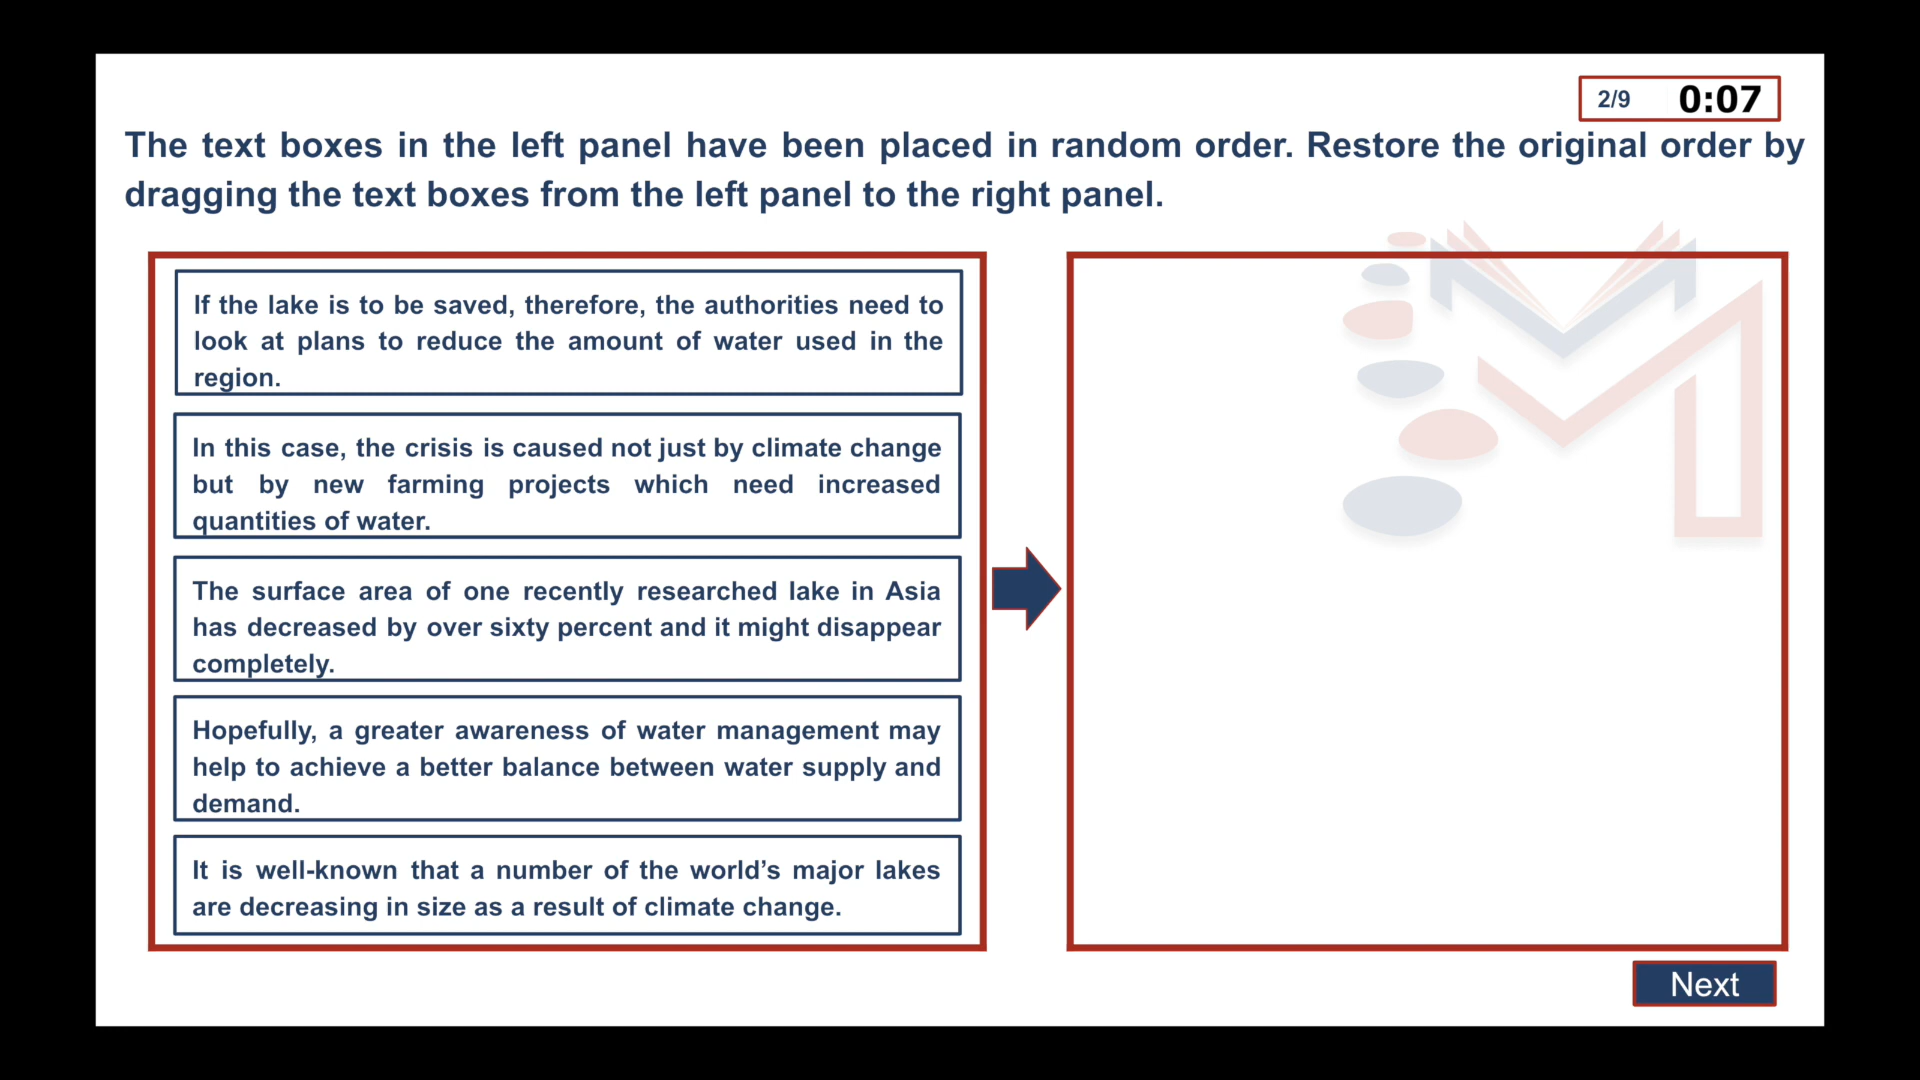 2/9 0:07
The text boxes in the left panel have been placed in random order. Restore the original order by
dragging the text boxes from the left panel to the right panel.
If the lake is to be saved, therefore, the authorities need to
look at plans to reduce the amount of water used in the
region.
In this case, the crisis is caused not just by climate change
but by new farming projects which need increased
quantities of water.
The surface area of one recently researched lake in Asia
has decreased by over sixty percent and it might disappear
completely.
Hopefully, a greater awareness of water management may
help to achieve a better balance between water supply and
demand.
It is well-known that a number of the world’s major lakes
are decreasing in size as a result of climate change.
Next